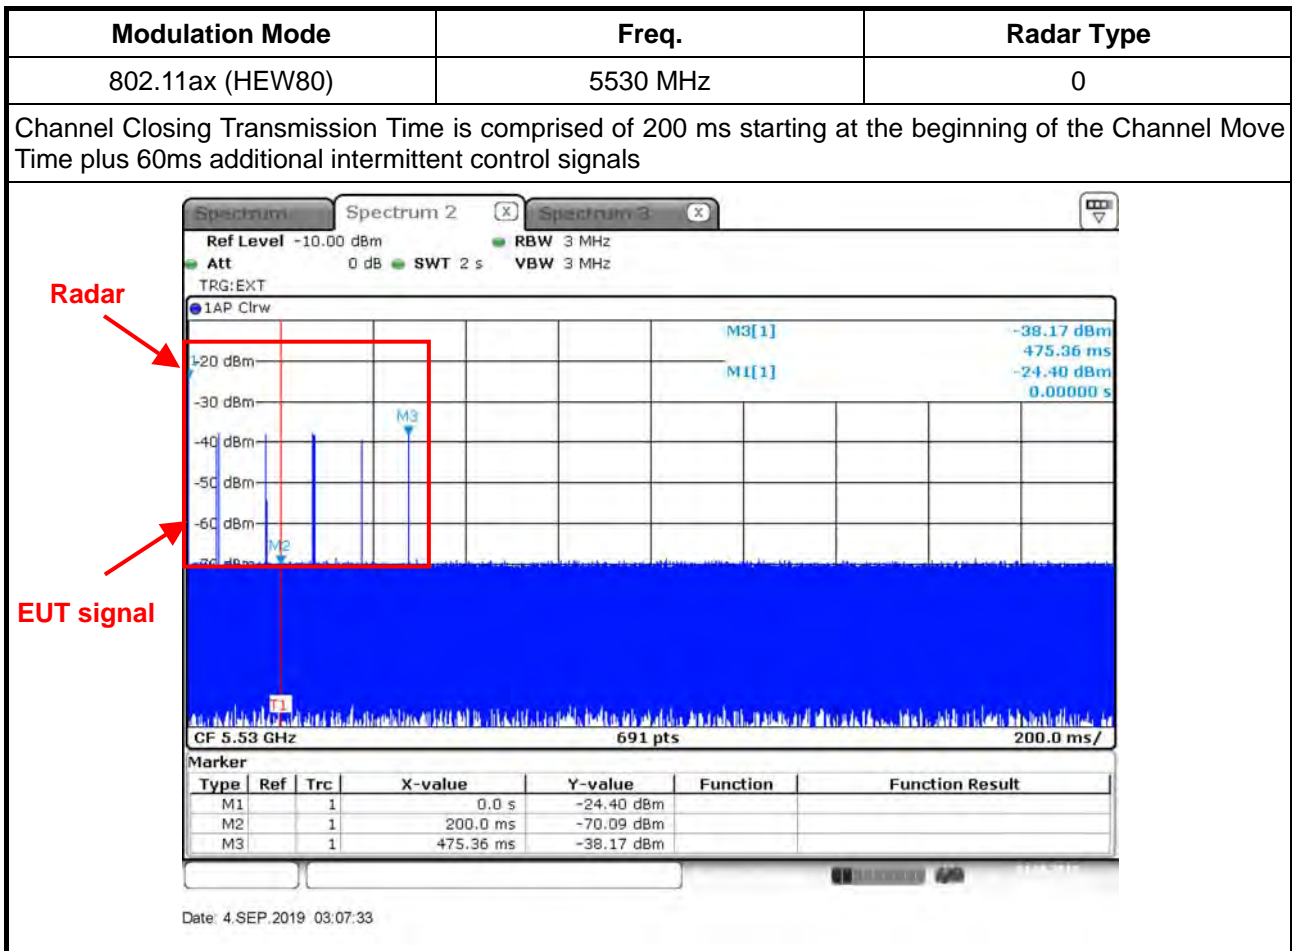 Modulation Mode Freq. Radar Type
802.11ax (HEW80) 5530 MHz 0
Channel Closing Transmission Time is comprised of 200 ms starting at the beginning of the Channel Move
Time plus 60ms additional intermittent control signals
Spectrum Spectrum 2 X Spectrum 3 X
Ref Level -10.00 dBm RBW 3 MHz
Att 0 dB SWT 2 s VBW 3 MHz
TRG:EXT
Radar
1AP Clrw
M3[1] -38.17 dBm
475.36 ms
-20 dBm
M1[1] -24.40 dBm
0.00000 s
-30 dBm
M3
-40 dBm
-50 dBm
-60 dBm
M2
-70 dBm
EUT signal
T1
CF 5.53 GHz 691 pts 200.0 ms/
Marker
Type Ref Trc X-value Y-value Function Function Result
M1 1 0.0 s -24.40 dBm
M2 1 200.0 ms -70.09 dBm
M3 1 475.36 ms -38.17 dBm
Date: 4.SEP.2019 03:07:33